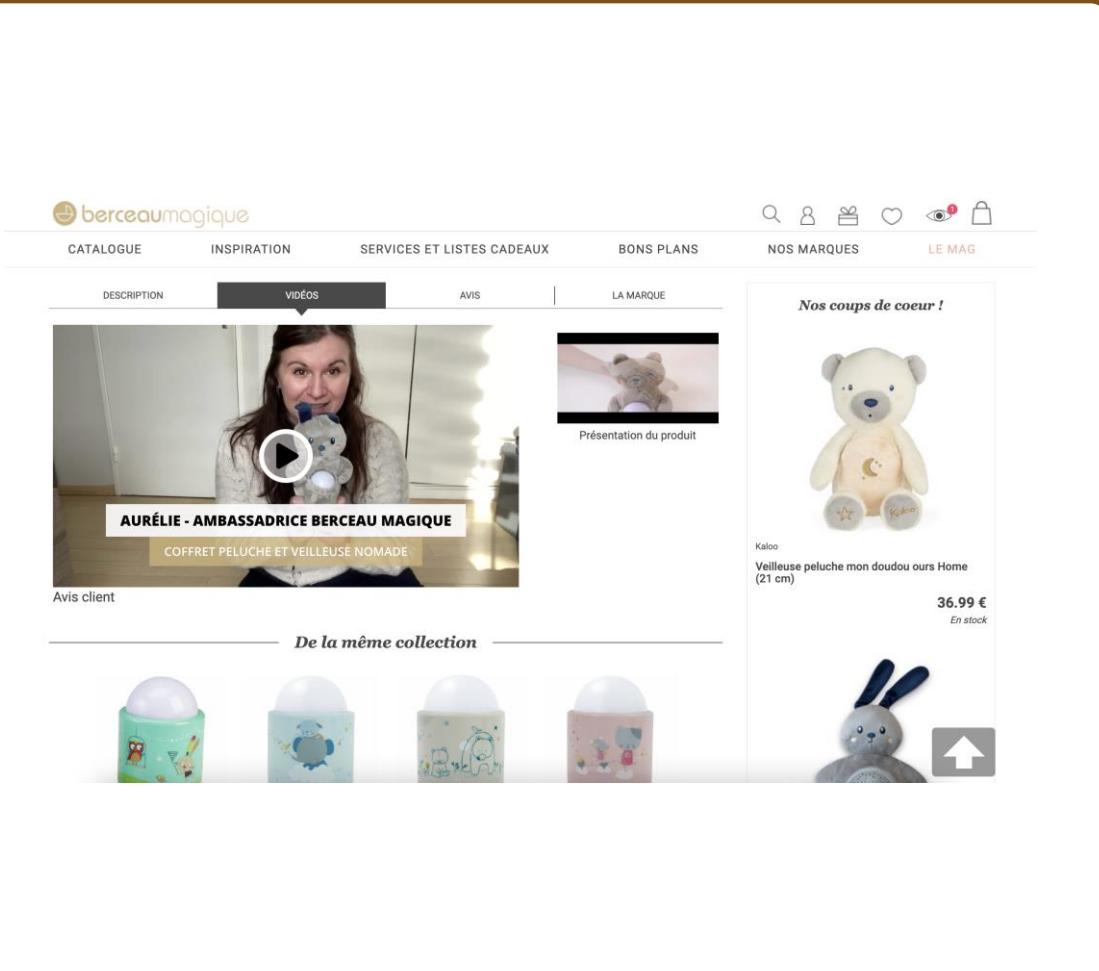 berceaumagique
1
CATALOGUE
INSPIRATION
SERVICES ET LISTES CADEAUX
BONS PLANS
NOS MARQUES
LE MAG
DESCRIPTION
VIDÉOS
AVIS
LA MARQUE
AURÉLIE - AMBASSADRICE BERCEAU MAGIQUE
COFFRET PELUCHE ET VEILLEUSE NOMADE
Avis client
Présentation du produit
De la même collection
Nos coups de coeur !
Kaloo
Kaloo
Veilleuse peluche mon doudou ours Home
(21 cm)
36.99 €
En stock